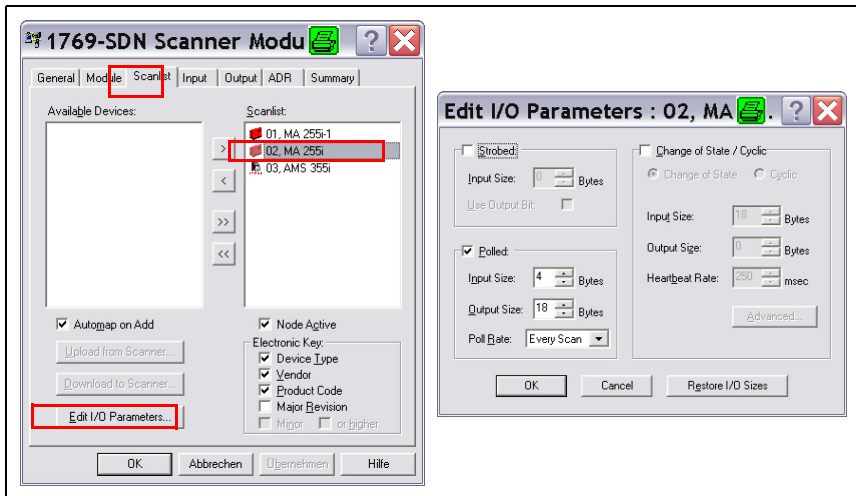 1769-SDN Scanner Modu
General Module Scanlist Input Output ADR Summary
Available Devices:
Scanlist:
01, MA 255i-1
02, MA 255i
03, AMS 355i
>
<
>>
<<
Automap on Add
Node Active
Upload from Scanner...
Download to Scanner...
Edit I/O Parameters...
Electronic Key:
Device Type
Vendor
Product Code
Major Revision
Minor or higher
OK Abbrechen Übernehmen Hilfe
Edit I/O Parameters : 02, MA .
Strobed:
Input Size: 0 Bytes
Use Output Bit:
Polled:
Input Size: 4 Bytes
Output Size: 18 Bytes
Poll Rate: Every Scan
Change of State / Cyclic
Change of State Cyclic
Input Size: 18 Bytes
Output Size: 0 Bytes
Heartbeat Rate: 250 msec
Advanced...
OK Cancel Restore I/O Sizes